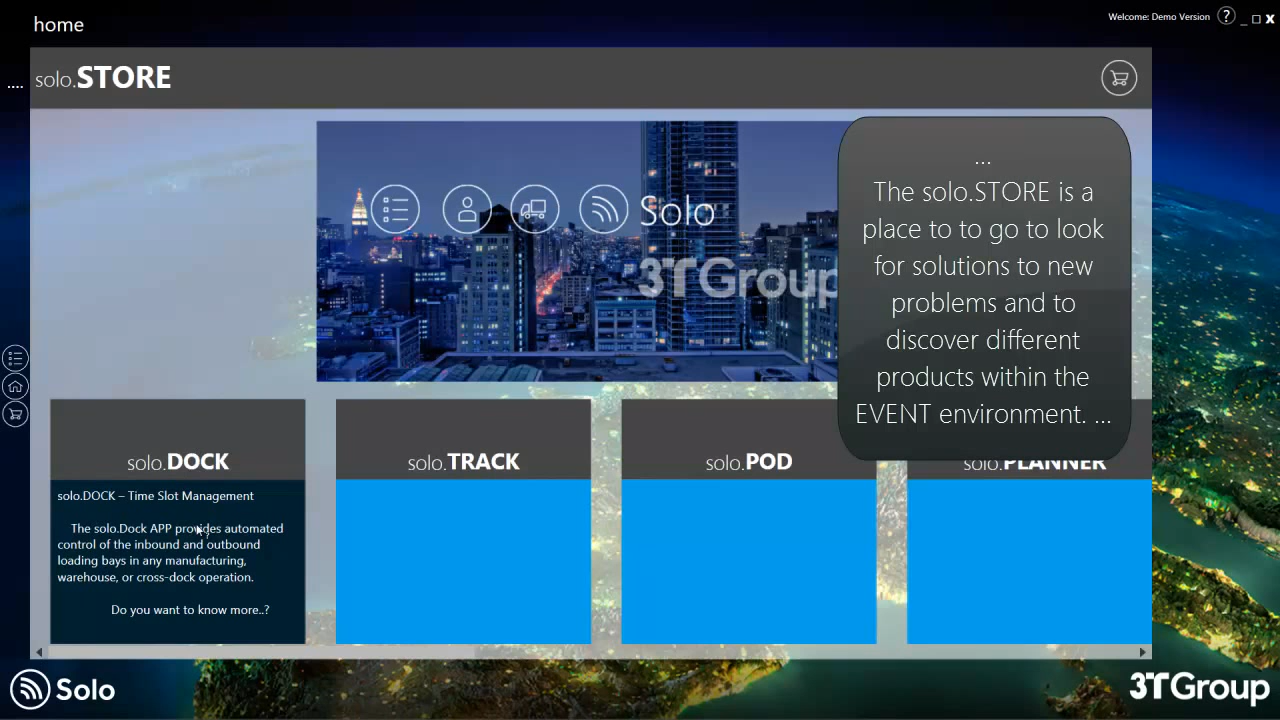 home
Welcome: Demo Version
?
_ □ x
....
solo.STORE
Solo
3TGroup
...
The solo.STORE is a
place to to go to look
for solutions to new
problems and to
discover different
products within the
EVENT environment. ...
solo.DOCK
solo.TRACK
solo.POD
solo.PLANNER
solo.DOCK – Time Slot Management
The solo.Dock APP provides automated
control of the inbound and outbound
loading bays in any manufacturing,
warehouse, or cross-dock operation.
Do you want to know more..?
Solo
3TGroup